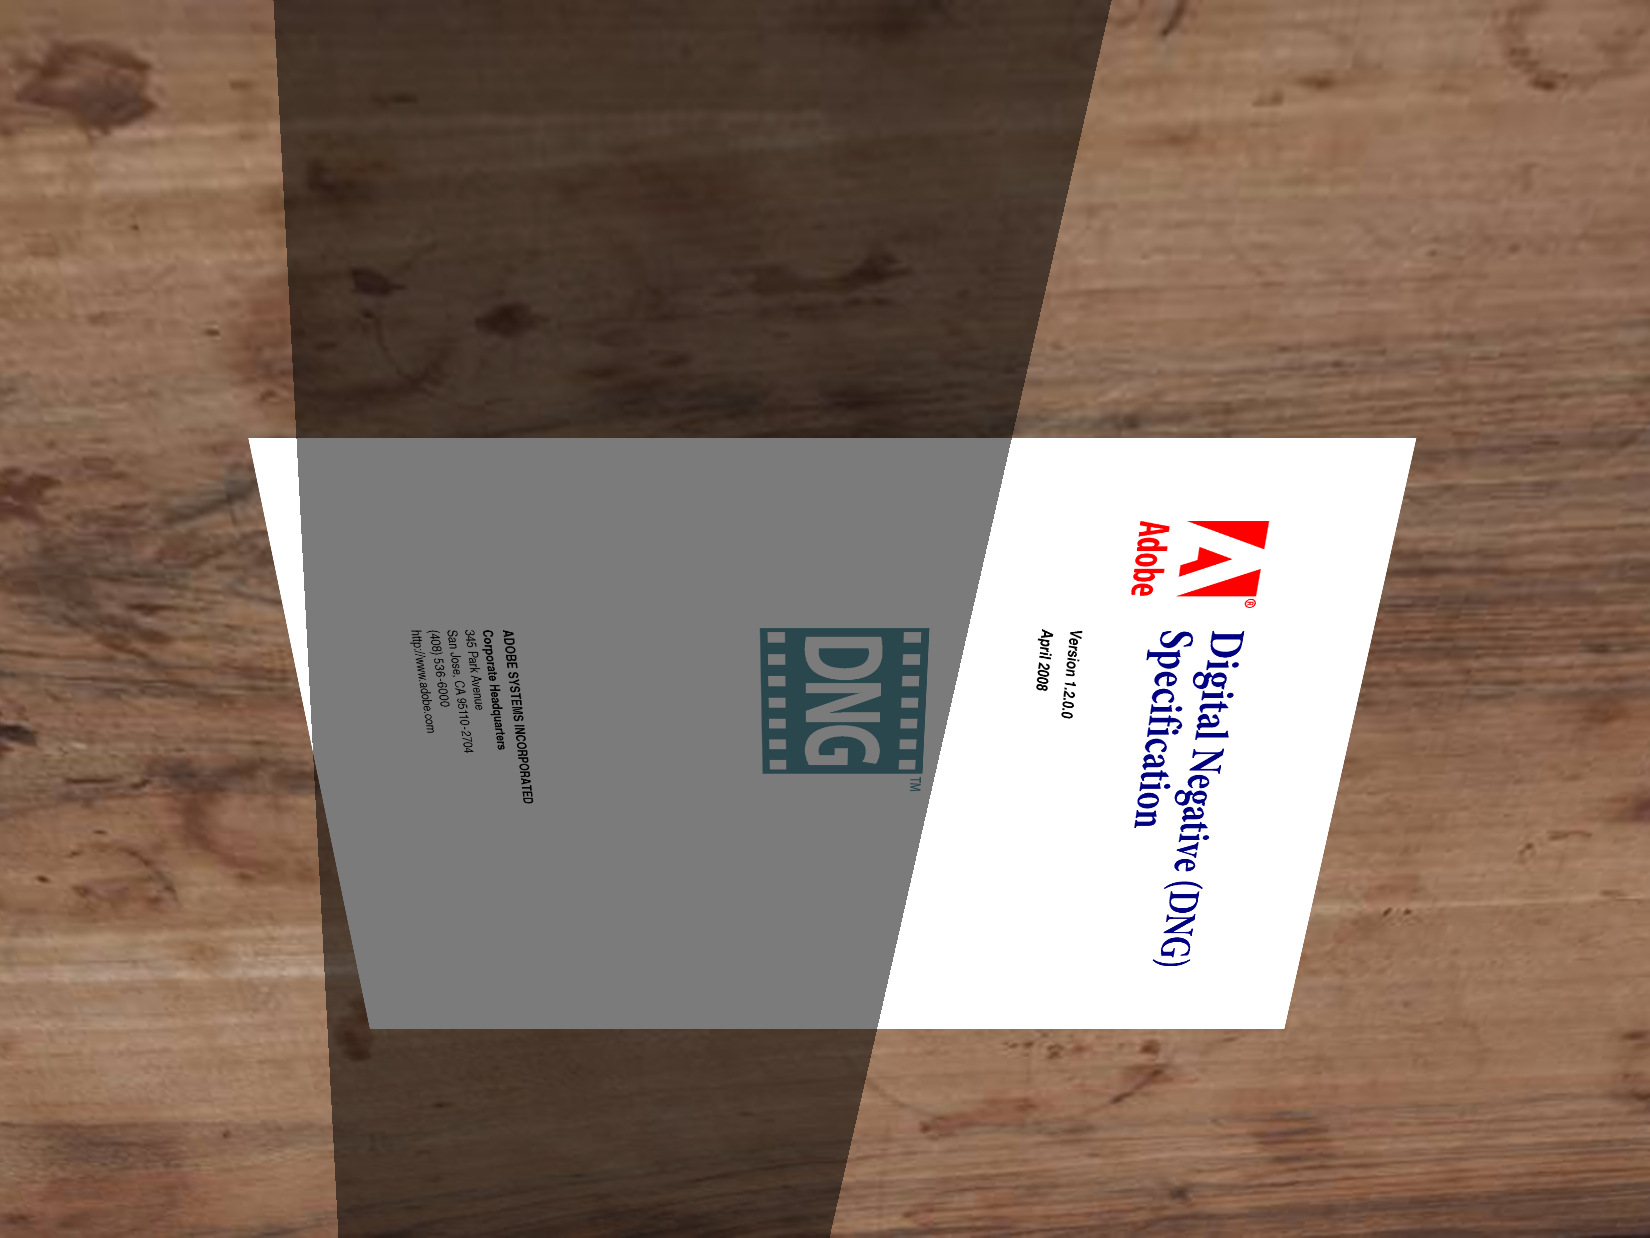 Adobe®
Digital Negative (DNG)
Specification
Version 1.2.0.0
April 2008
DNG™
ADOBE SYSTEMS INCORPORATED
Corporate Headquarters
345 Park Avenue
San Jose, CA 95110-2704
(408) 536-6000
http://www.adobe.com